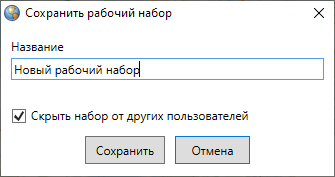 Сохранить рабочий набор
Название
Новый рабочий набор
Скрыть набор от других пользователей
Сохранить
Отмена